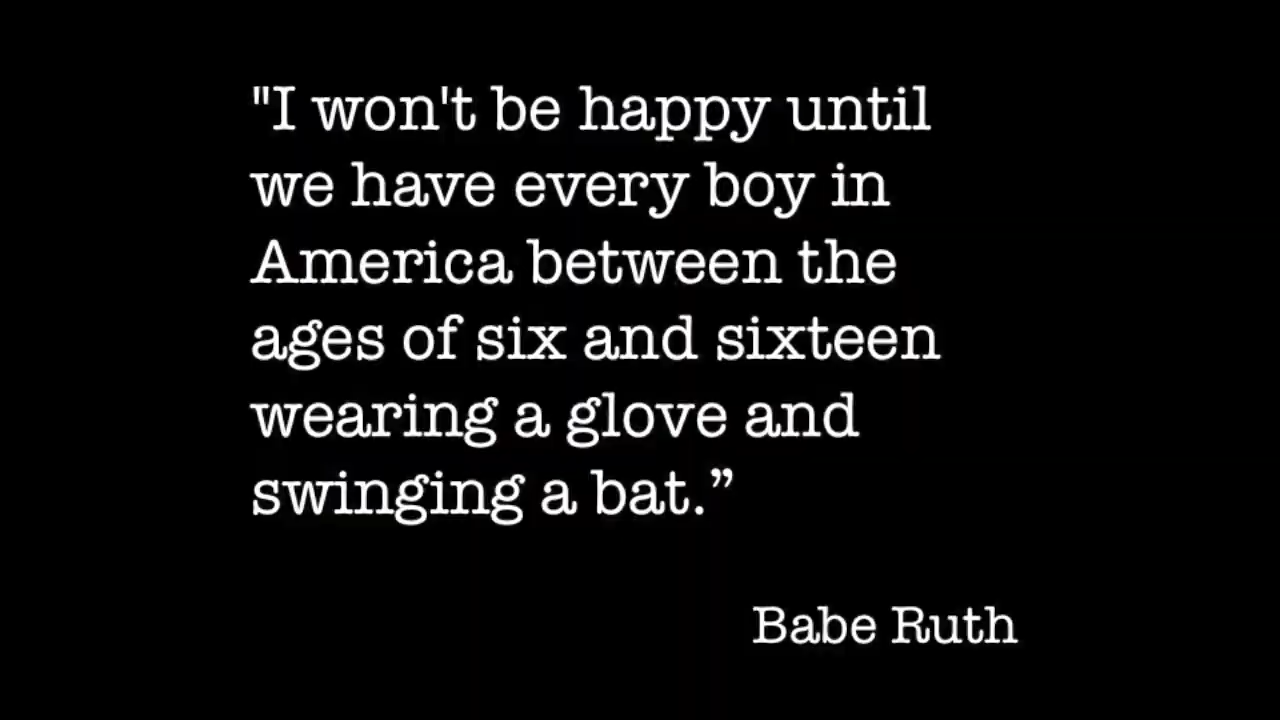 "I won't be happy until
we have every boy in
America between the
ages of six and sixteen
wearing a glove and
swinging a bat.”
Babe Ruth